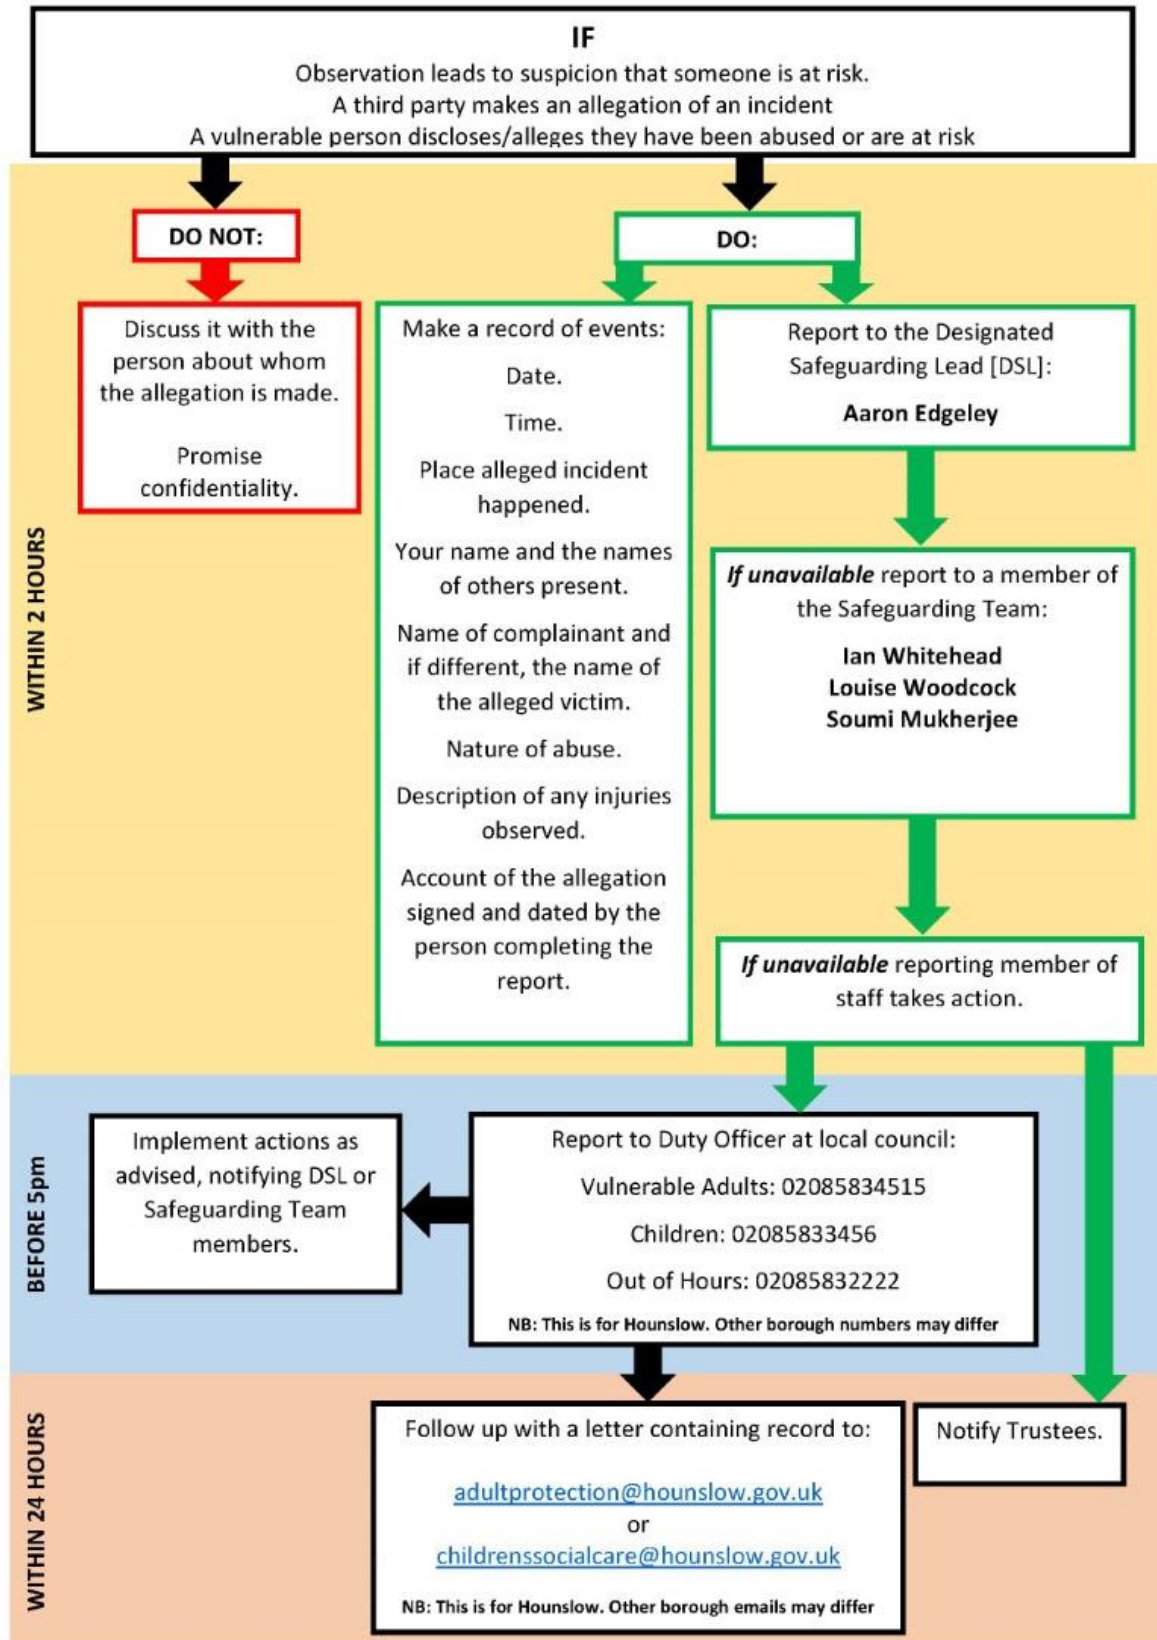 IF
Observation leads to suspicion that someone is at risk.
A third party makes an allegation of an incident
A vulnerable person discloses/alleges they have been abused or are at risk
WITHIN 2 HOURS
DO NOT:
Discuss it with the
person about whom
the allegation is made.
Promise
confidentiality.
DO:
Make a record of events:
Date.
Time.
Place alleged incident
happened.
Your name and the names
of others present.
Name of complainant and
if different, the name of
the alleged victim.
Nature of abuse.
Description of any injuries
observed.
Account of the allegation
signed and dated by the
person completing the
report.
Report to the Designated
Safeguarding Lead [DSL]:
Aaron Edgeley
If unavailable report to a member of
the Safeguarding Team:
Ian Whitehead
Louise Woodcock
Soumi Mukherjee
If unavailable reporting member of
staff takes action.
BEFORE 5pm
Implement actions as
advised, notifying DSL or
Safeguarding Team
members.
Report to Duty Officer at local council:
Vulnerable Adults: 02085834515
Children: 02085833456
Out of Hours: 02085832222
NB: This is for Hounslow. Other borough numbers may differ
WITHIN 24 HOURS
Follow up with a letter containing record to:
adultprotection@hounslow.gov.uk
or
childrenssocialcare@hounslow.gov.uk
NB: This is for Hounslow. Other borough emails may differ
Notify Trustees.